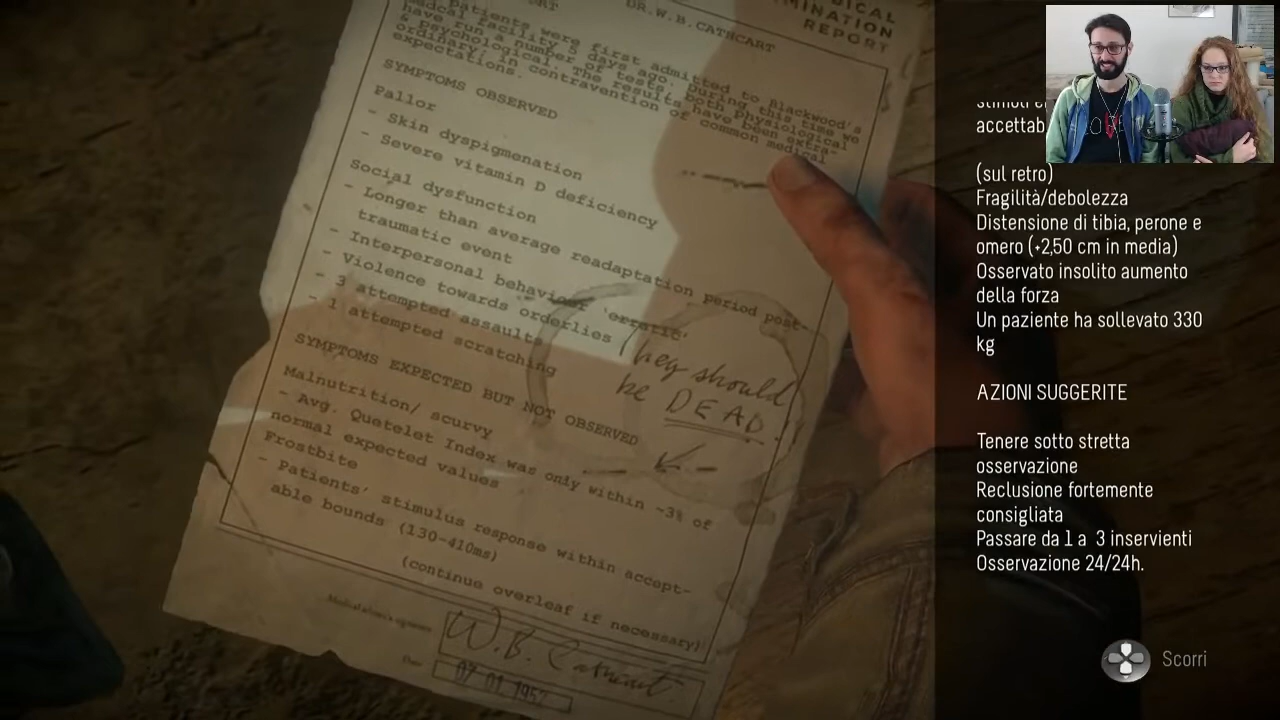 DR.W.B.CATHCART
MINATION
REPORT
Patients were first admitted to Blackwood's
medical facility 5 days ago. During this time we
have run a number of tests, both physiological
& psychological. The results have been extra-
ordinary, in contravention of common medical
expectations.
SYMPTOMS OBSERVED
Pallor
- Skin dyspigmenation
- Severe vitamin D deficiency
Social dysfunction
- Longer than average readaptation period post-
traumatic event
- Interpersonal behaviour 'erratic'
- Violence towards orderlies
- 3 attempted assaults
- 1 attempted scratching
They should
be DEAD!
SYMPTOMS EXPECTED BUT NOT OBSERVED
Malnutrition/ scurvy
- Avg. Quetelet Index was only within ~3% of
normal expected values
Frostbite
- Patients' stimulus response within accept-
able bounds (130-410ms)
(continue overleaf if necessary)
W.B. Cathcart
Date
07 01 1952
accettab
(sul retro)
Fragilità/debolezza
Distensione di tibia, perone e
omero (+2,50 cm in media)
Osservato insolito aumento
della forza
Un paziente ha sollevato 330
kg
AZIONI SUGGERITE
Tenere sotto stretta
osservazione
Reclusione fortemente
consigliata
Passare da 1 a 3 inservienti
Osservazione 24/24h.
Scorri